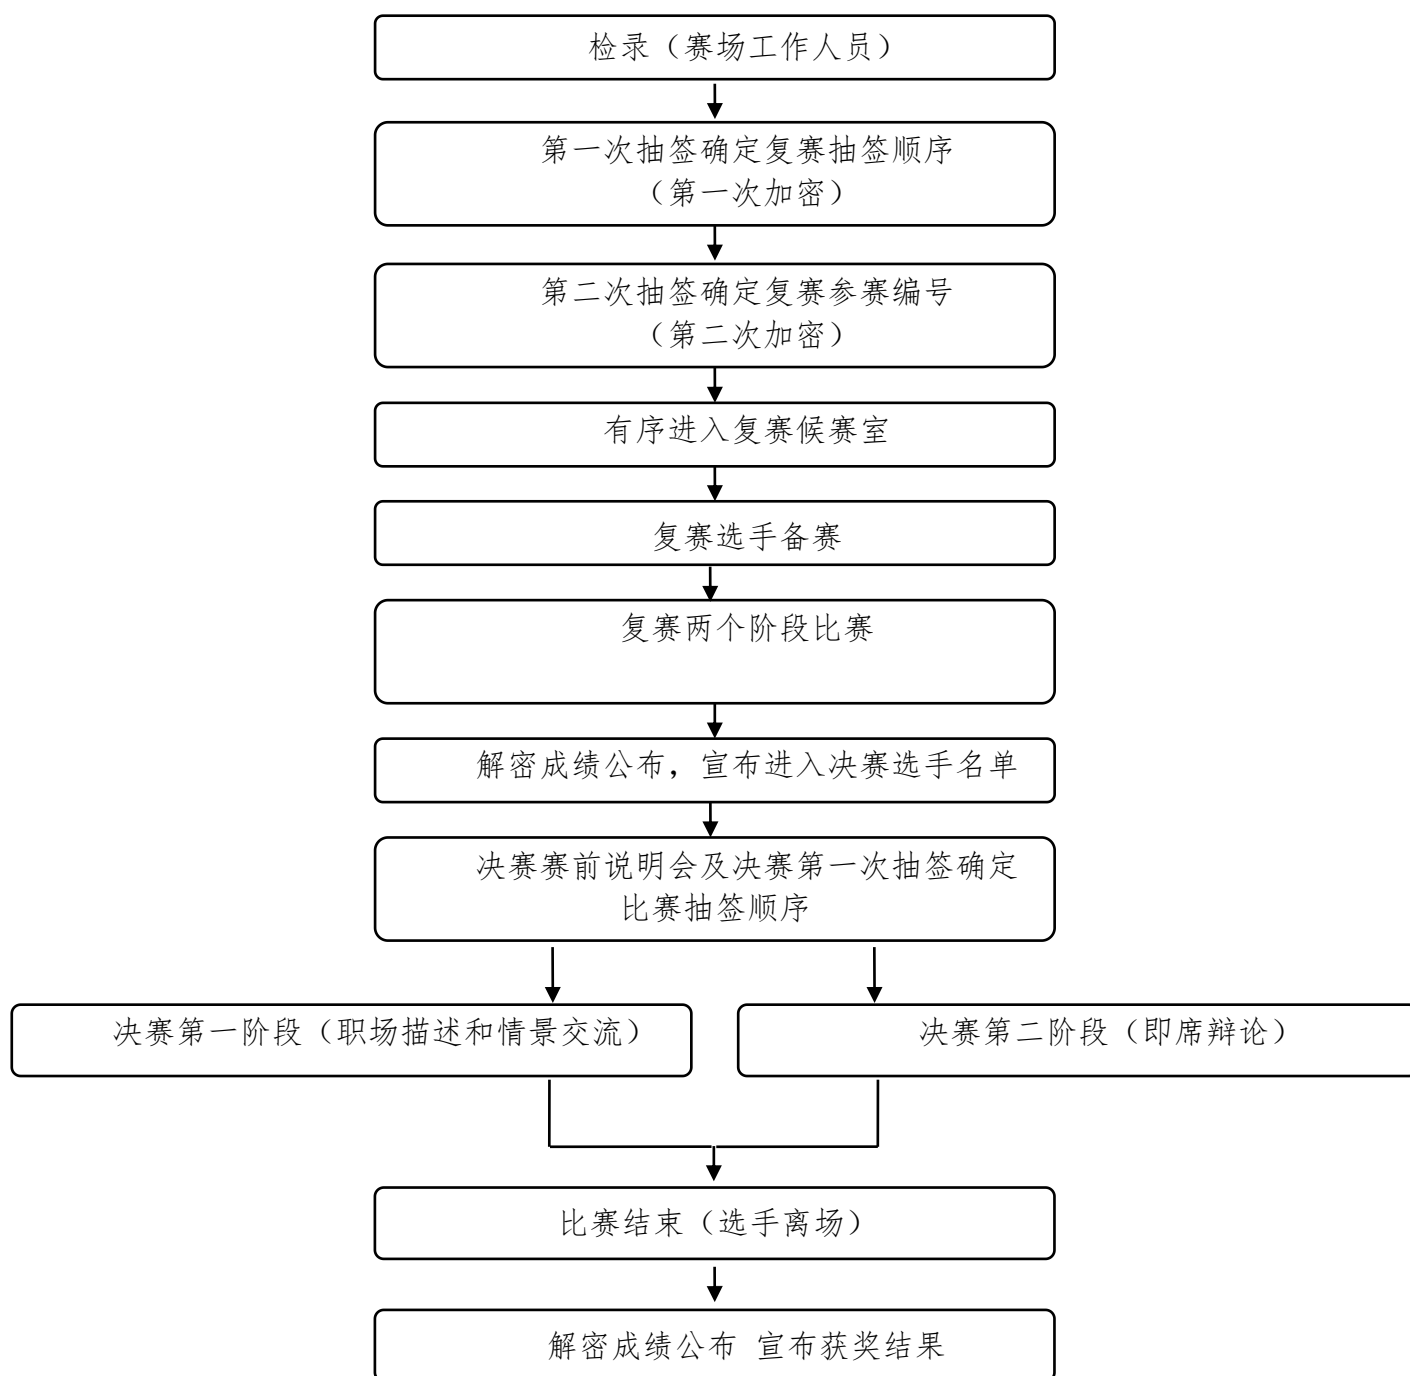 检录（赛场工作人员）
第一次抽签确定复赛抽签顺序
（第一次加密）
第二次抽签确定复赛参赛编号
（第二次加密）
有序进入复赛候赛室
复赛选手备赛
复赛两个阶段比赛
解密成绩公布，宣布进入决赛选手名单
决赛赛前说明会及决赛第一次抽签确定
比赛抽签顺序
决赛第一阶段（职场描述和情景交流）
决赛第二阶段（即席辩论）
比赛结束（选手离场）
解密成绩公布 宣布获奖结果